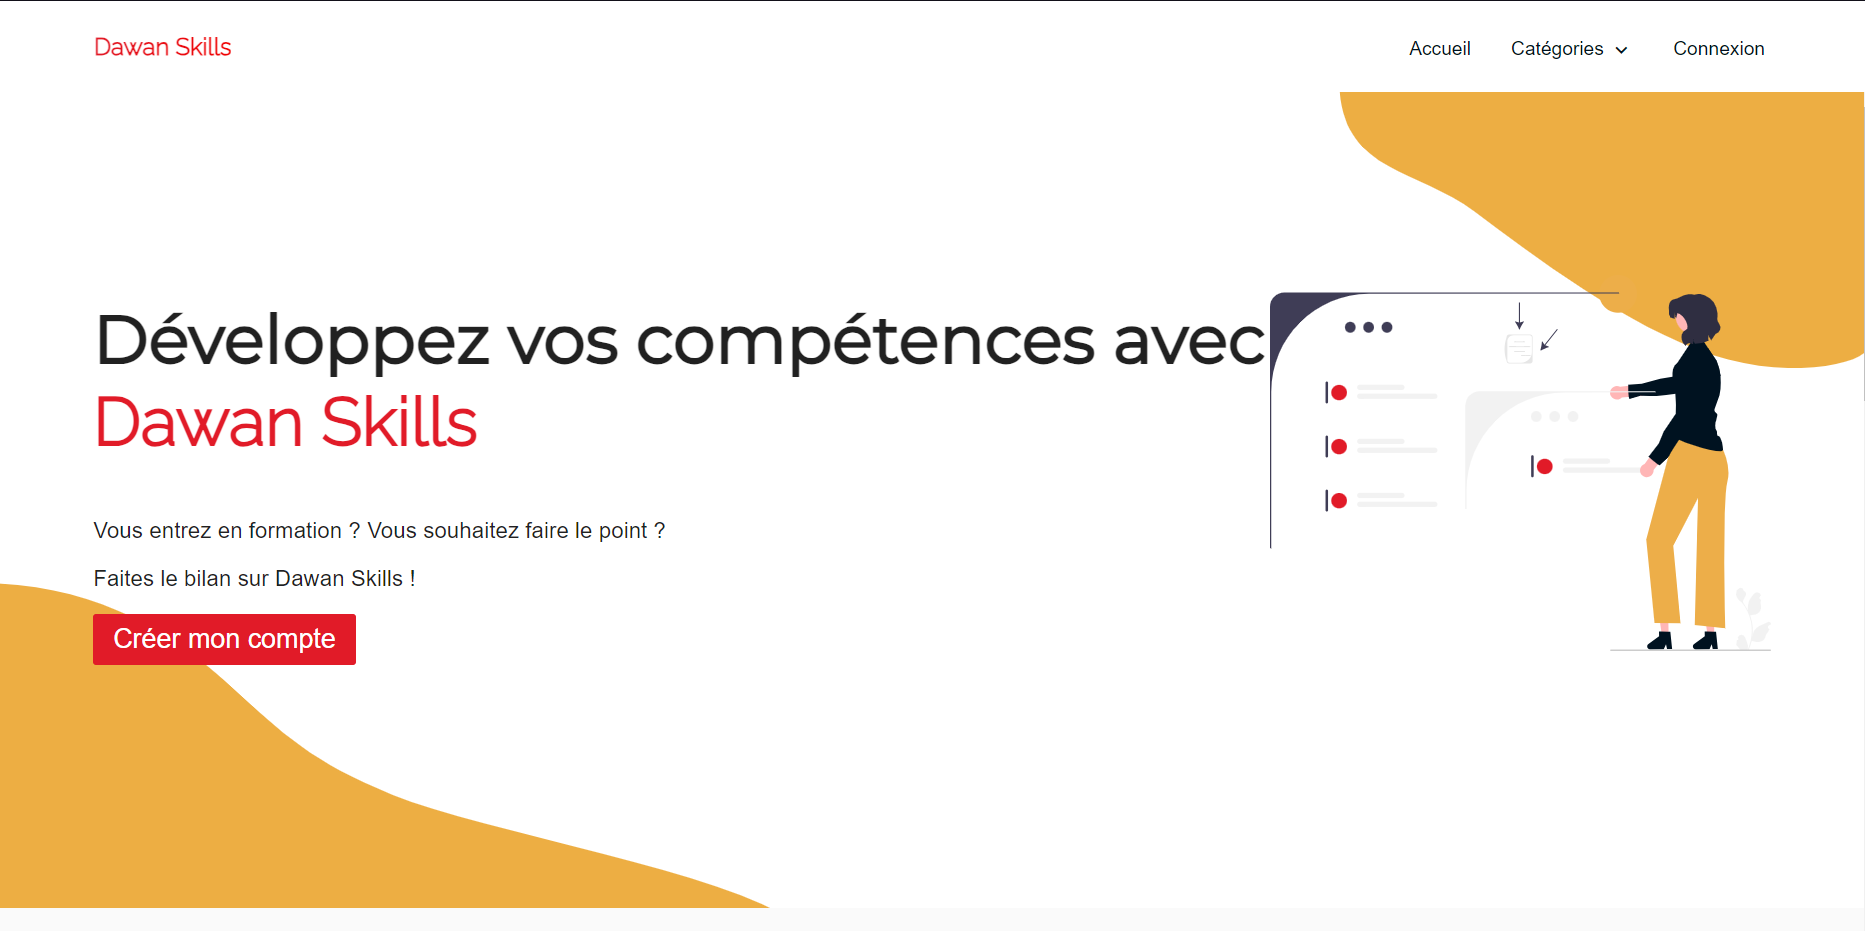 Dawan Skills
Accueil Catégories Connexion
Développez vos compétences avec
Dawan Skills
Vous entrez en formation ? Vous souhaitez faire le point ?
Faites le bilan sur Dawan Skills !
Créer mon compte